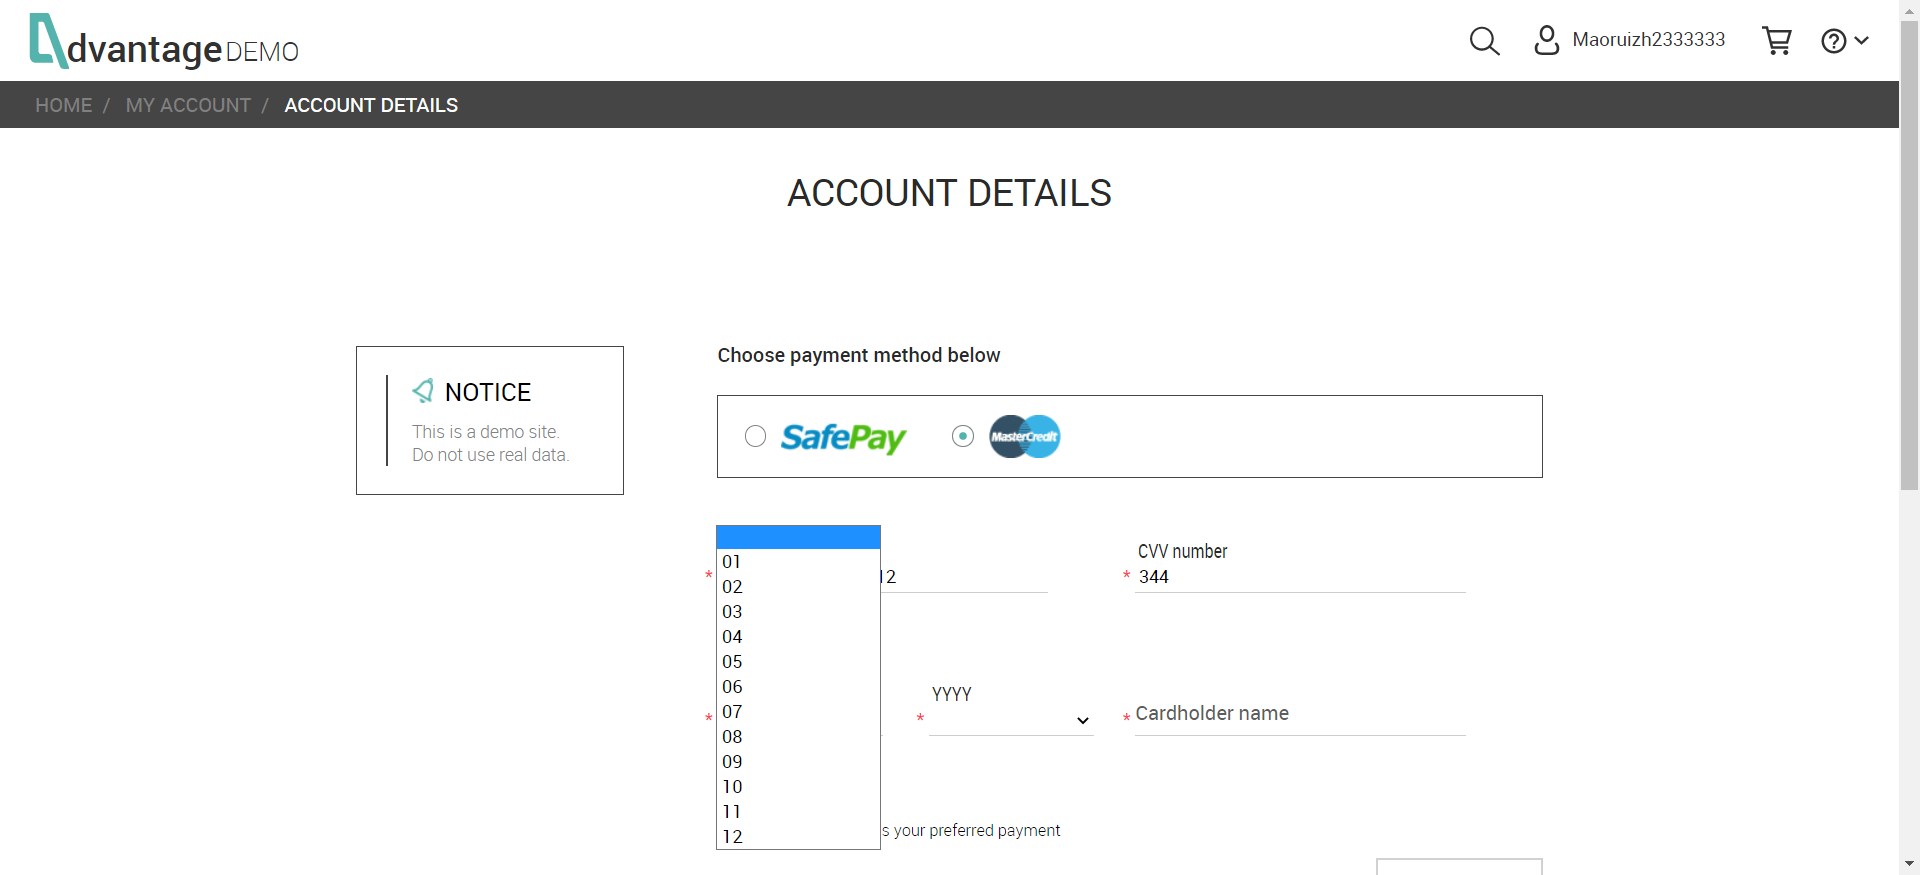 dvantage DEMO
Maoruizh2333333
HOME / MY ACCOUNT / ACCOUNT DETAILS
ACCOUNT DETAILS
NOTICE
This is a demo site.
Do not use real data.
Choose payment method below
SafePay
MasterCredit
01
02
03
04
05
06
07
08
09
10
11
12
* 12
CVV number
* 344
*
YYYY
*
* Cardholder name
s your preferred payment